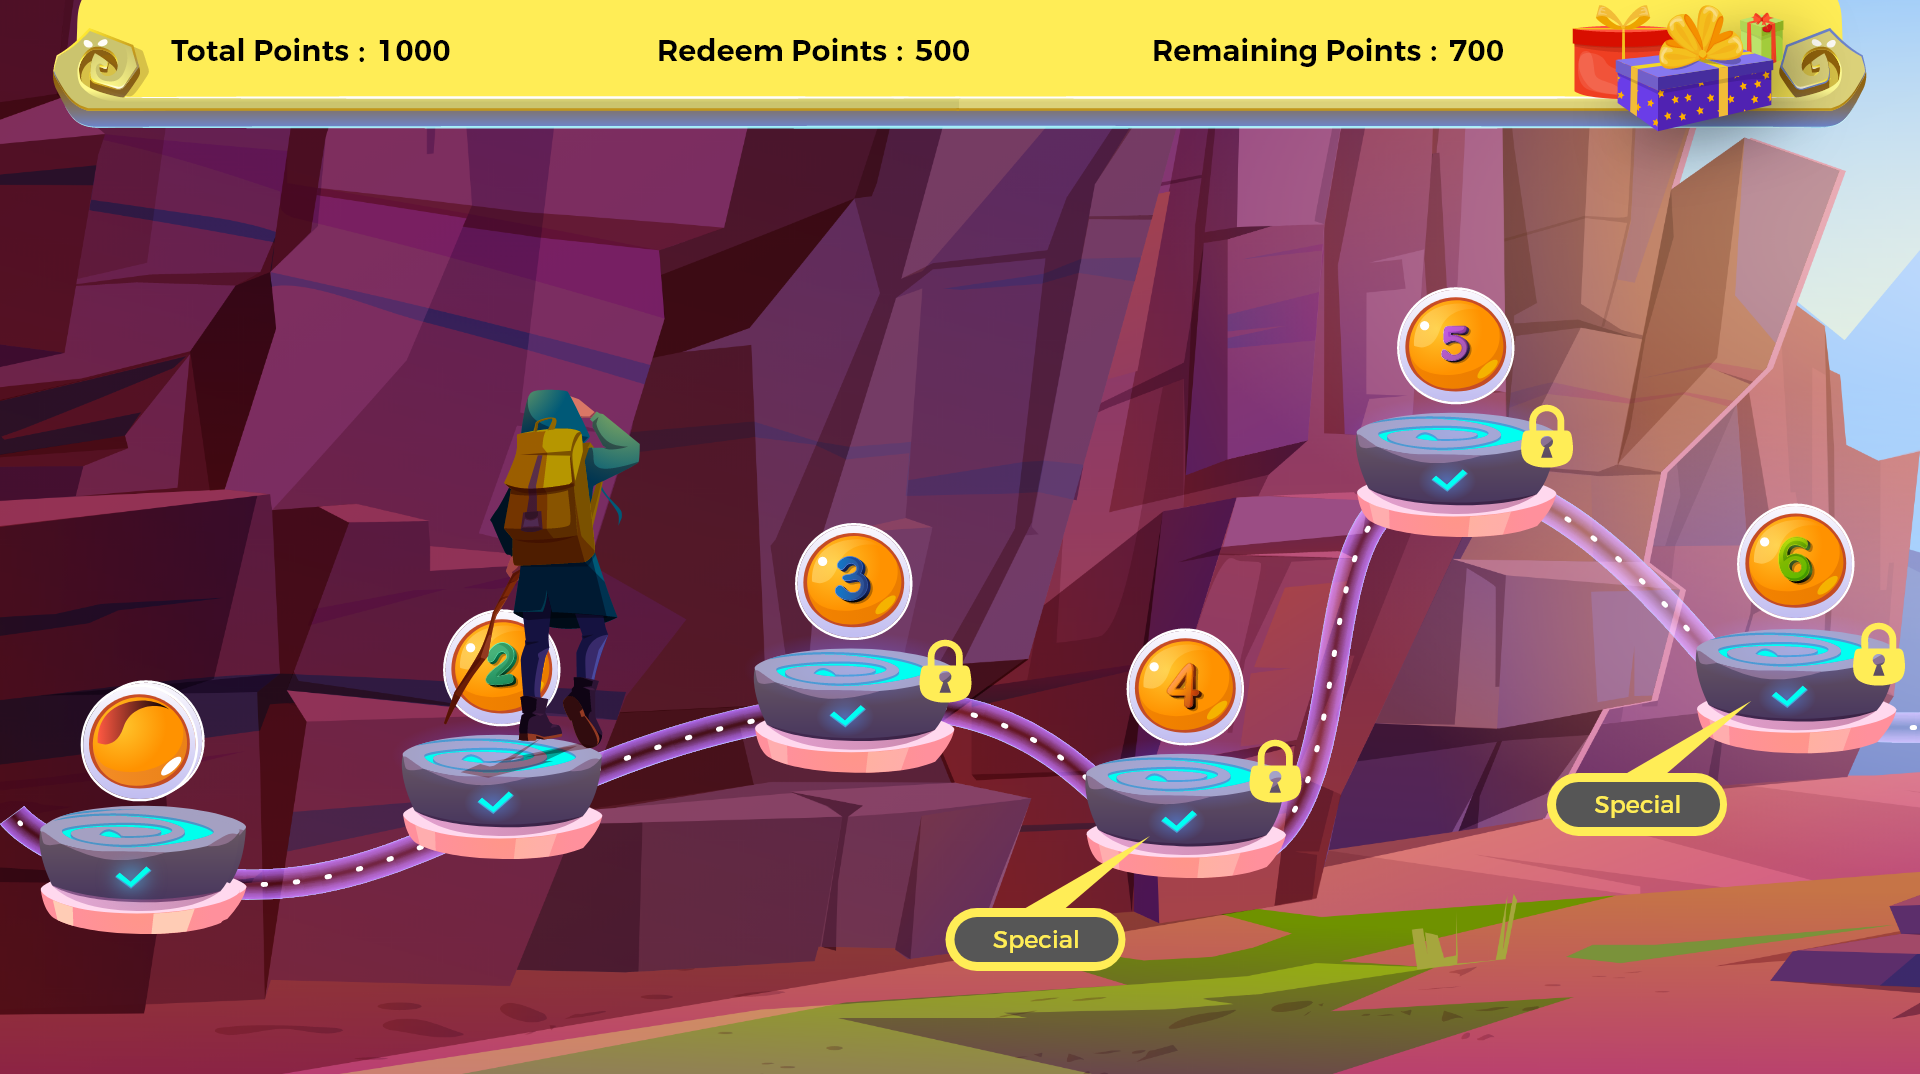 Total Points : 1000
Redeem Points : 500
Remaining Points : 700
5
6
3
2
4
Special
Special